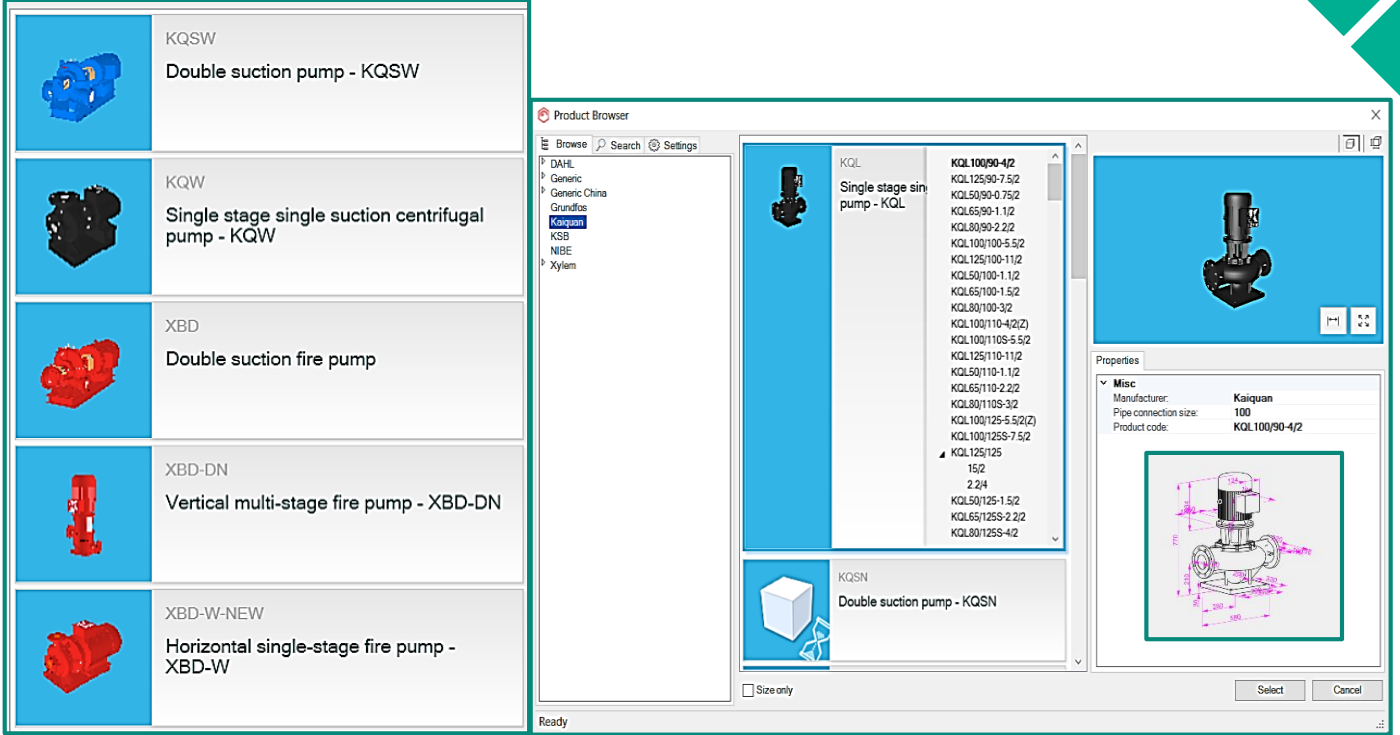 KQSW
Double suction pump - KQSW
KQW
Single stage single suction centrifugal
pump - KQW
XBD
Double suction fire pump
XBD-DN
Vertical multi-stage fire pump - XBD-DN
XBD-W-NEW
Horizontal single-stage fire pump -
XBD-W
Product Browser
Browse Search Settings
DAHL
Generic
Generic China
Grundfos
Kaiquan
KSB
NIBE
Xylem
KQL
Single stage sin
pump - KQL
KQL100/90-4/2
KQL125/90-7.5/2
KQL50/90-0.75/2
KQL65/90-1.1/2
KQL80/90-2.2/2
KQL100/100-5.5/2
KQL125/100-11/2
KQL50/100-1.1/2
KQL65/100-1.5/2
KQL80/100-3/2
KQL100/110-4/2(Z)
KQL100/110S-5.5/2
KQL125/110-11/2
KQL50/110-1.1/2
KQL65/110-2.2/2
KQL80/110S-3/2
KQL100/125-5.5/2(Z)
KQL100/125S-7.5/2
KQL125/125
15/2
2.2/4
KQL50/125-1.5/2
KQL65/125S-2.2/2
KQL80/125S-4/2
KQSN
Double suction pump - KQSN
Properties
Misc
Manufacturer: Kaiquan
Pipe connection size: 100
Product code: KQL100/90-4/2
770
Size only
Select Cancel
Ready